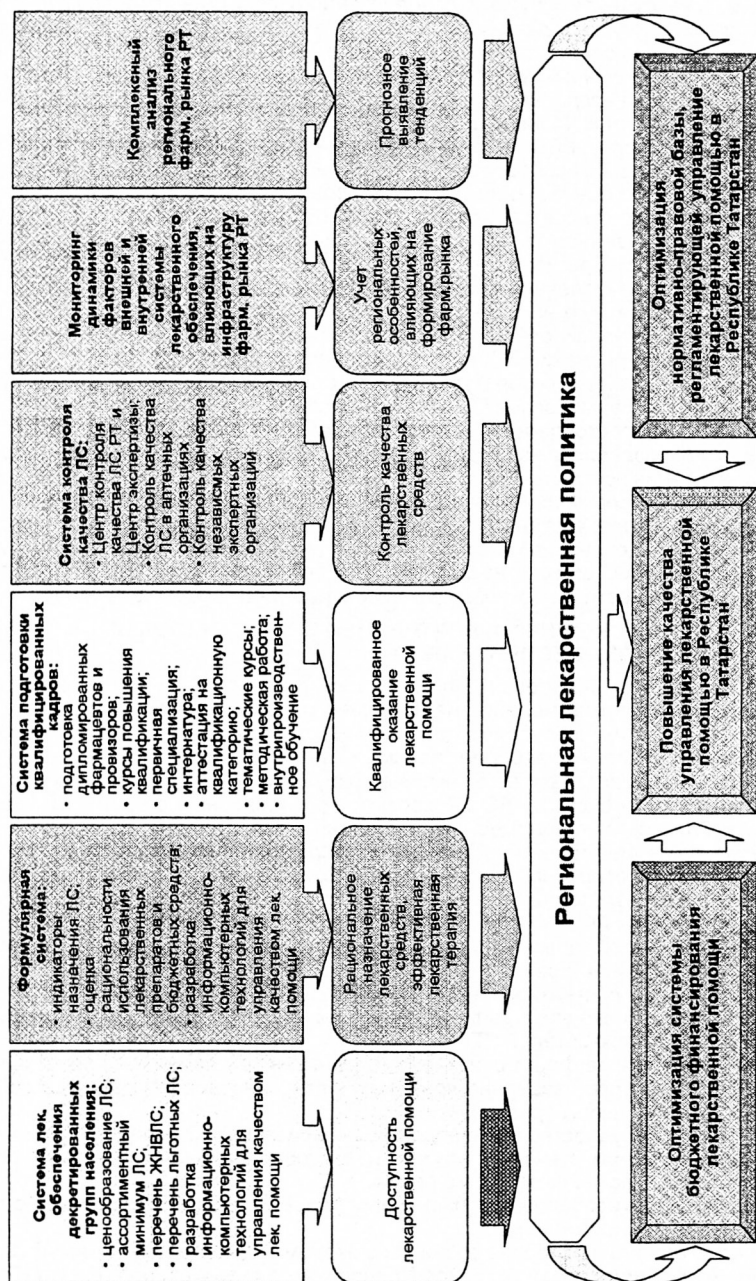 Система лек.
обеспечения
декретированных
групп населения:
• ценообразование ЛС;
• ассортиментный
минимум ЛС;
• перечень ЖНВЛС;
• перечень льготных ЛС;
• разработка
информационно-
компьютерных
технологий для
управления качеством
лек. помощи
Формулярная
система:
• индикаторы
назначения ЛС;
• оценка
рациональности
использования
лекарственных
препаратов и
бюджетных средств;
• разработка
информационно-
компьютерных
технологий для
управления
качеством лек.
помощи
Система подготовки
квалифицированных
кадров:
• подготовка
дипломированных
фармацевтов и
провизоров;
• курсы повышения
квалификации;
• первичная
специализация;
• интернатура;
• аттестация на
квалификационную
категорию;
• тематические курсы;
• методическая работа;
• внутрипроизводствен-
ное обучение
Система контроля
качества ЛС:
• Центр контроля
качества ЛС РТ и
Центр экспертизы;
• Контроль качества
ЛС в аптечных
организациях
• Контроль качества
независмых
экспертных
организаций
Мониторинг
динамики
факторов
внешней и
внутренней
системы
лекарственного
обеспечения,
влияющих на
инфраструктуру
фарм. рынка РТ
Комплексный
анализ
регионального
фарм. рынка РТ
Доступность
лекарственной помощи
Рациональное
назначение
лекарственных
средств,
эффективная
лекарственная
терапия
Квалифицированное
оказание
лекарственной
помощи
Контроль качества
лекарственных
средств
Учет
региональных
особенностей,
влияющих на
формирование
фарм.рынка
Прогнозное
выявление
тенденций
Региональная лекарственная политика
Оптимизация системы
бюджетного финансирования
лекарственной помощи
Повышение качества
управления лекарственной
помощью в Республике
Татарстан
Оптимизация
нормативно-правовой базы,
регламентирующей управление
лекарственной помощью в
Республике Татарстан